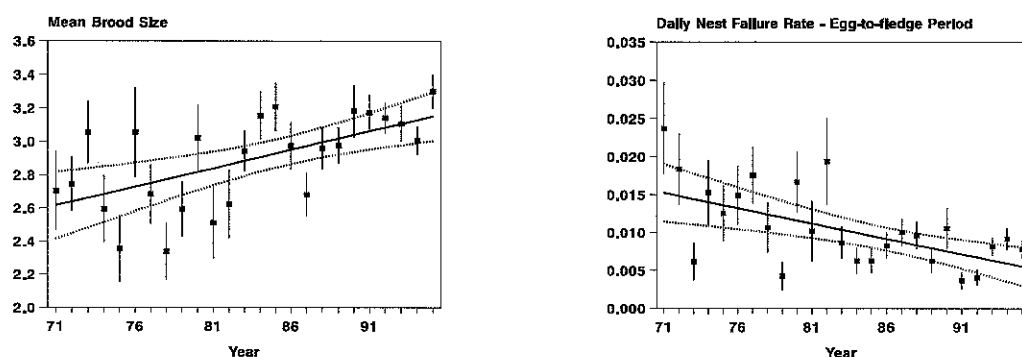 Mean Brood Size
3.6
3.4
3.2
3.0
2.8
2.6
2.4
2.2
2.0
71 76 81 86 91
Year
Daily Nest Failure Rate - Egg-to-fledge Period
0.035
0.030
0.025
0.020
0.015
0.010
0.005
0.000
71 76 81 86 91
Year